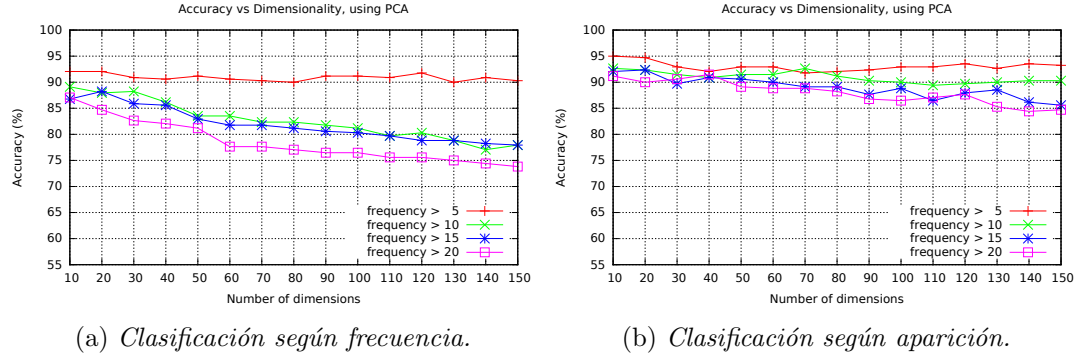 Accuracy vs Dimensionality, using PCA
100
95
90
85
80
75
70
65
60
55
Accuracy (%)
frequency > 5
frequency > 10
frequency > 15
frequency > 20
10 20 30 40 50 60 70 80 90 100 110 120 130 140 150
Number of dimensions
(a) Clasificación según frecuencia.
Accuracy vs Dimensionality, using PCA
100
95
90
85
80
75
70
65
60
55
Accuracy (%)
frequency > 5
frequency > 10
frequency > 15
frequency > 20
10 20 30 40 50 60 70 80 90 100 110 120 130 140 150
Number of dimensions
(b) Clasificación según aparición.